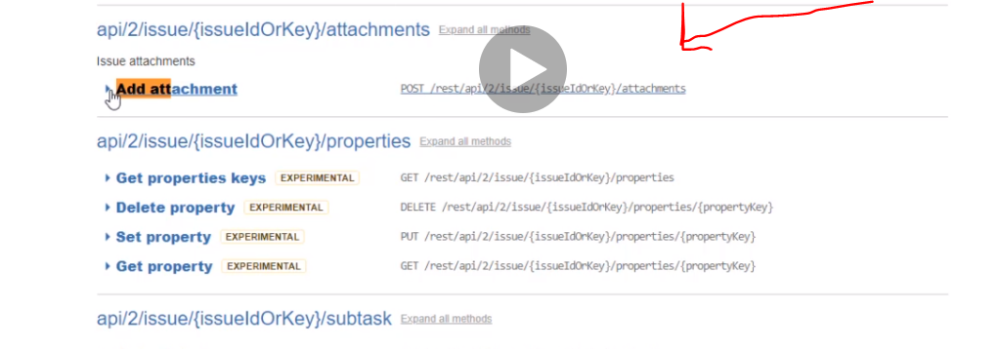 api/2/issue/{issueIdOrKey}/attachments Expand all methods
Issue attachments
Add attachment POST /rest/api/2/issue/{issueIdOrKey}/attachments
api/2/issue/{issueIdOrKey}/properties Expand all methods
Get properties keys EXPERIMENTAL GET /rest/api/2/issue/{issueIdOrKey}/properties
Delete property EXPERIMENTAL DELETE /rest/api/2/issue/{issueIdOrKey}/properties/{propertyKey}
Set property EXPERIMENTAL PUT /rest/api/2/issue/{issueIdOrKey}/properties/{propertyKey}
Get property EXPERIMENTAL GET /rest/api/2/issue/{issueIdOrKey}/properties/{propertyKey}
api/2/issue/{issueIdOrKey}/subtask Expand all methods